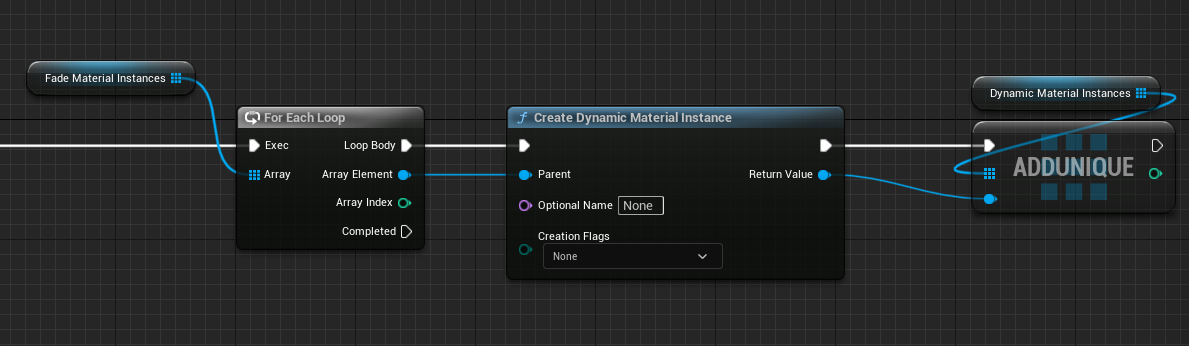 Fade Material Instances
For Each Loop
Exec
Loop Body
Array
Array Element
Array Index
Completed
f Create Dynamic Material Instance
Parent
Return Value
Optional Name
None
Creation Flags
None
Dynamic Material Instances
ADDUNIQUE